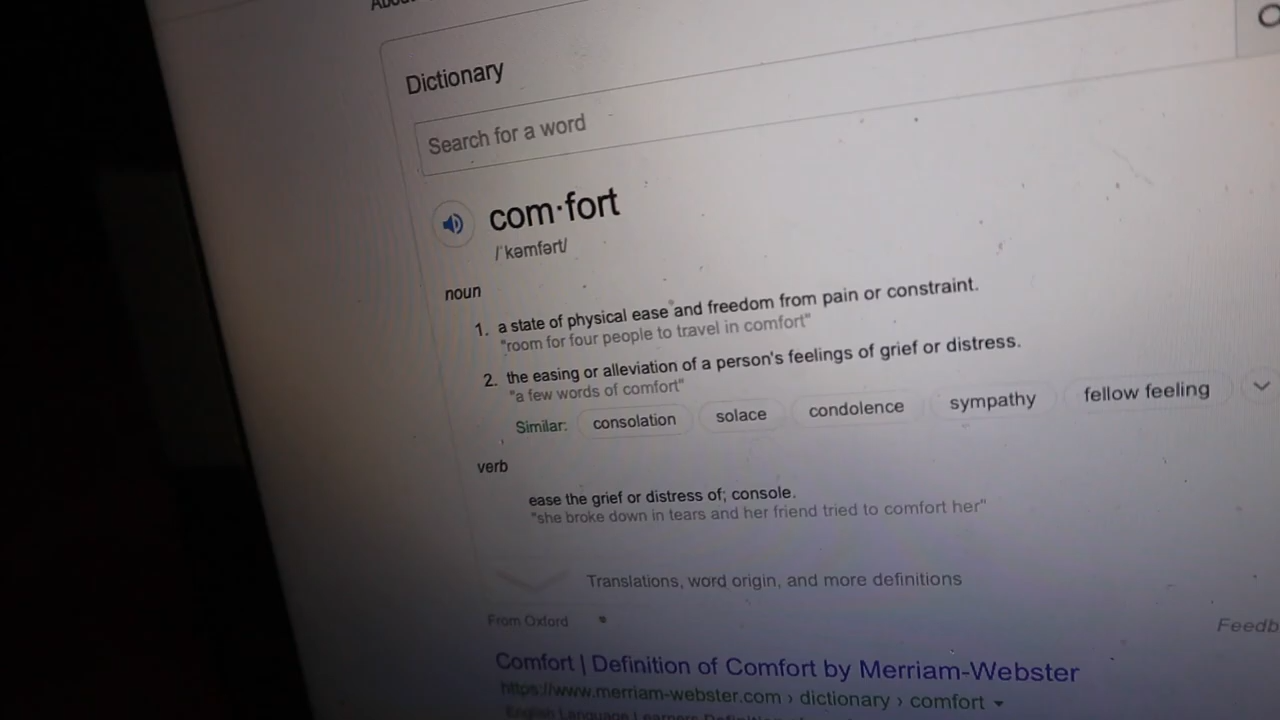 Dictionary
Search for a word
com·fort
/ˈkəmfərt/
noun
1. a state of physical ease and freedom from pain or constraint.
"room for four people to travel in comfort"
2. the easing or alleviation of a person's feelings of grief or distress.
"a few words of comfort"
Similar: consolation solace condolence sympathy fellow feeling
verb
ease the grief or distress of; console.
"she broke down in tears and her friend tried to comfort her"
Translations, word origin, and more definitions
From Oxford
Feedb
Comfort | Definition of Comfort by Merriam-Webster
https://www.merriam-webster.com › dictionary › comfort
English Language Learners Definition